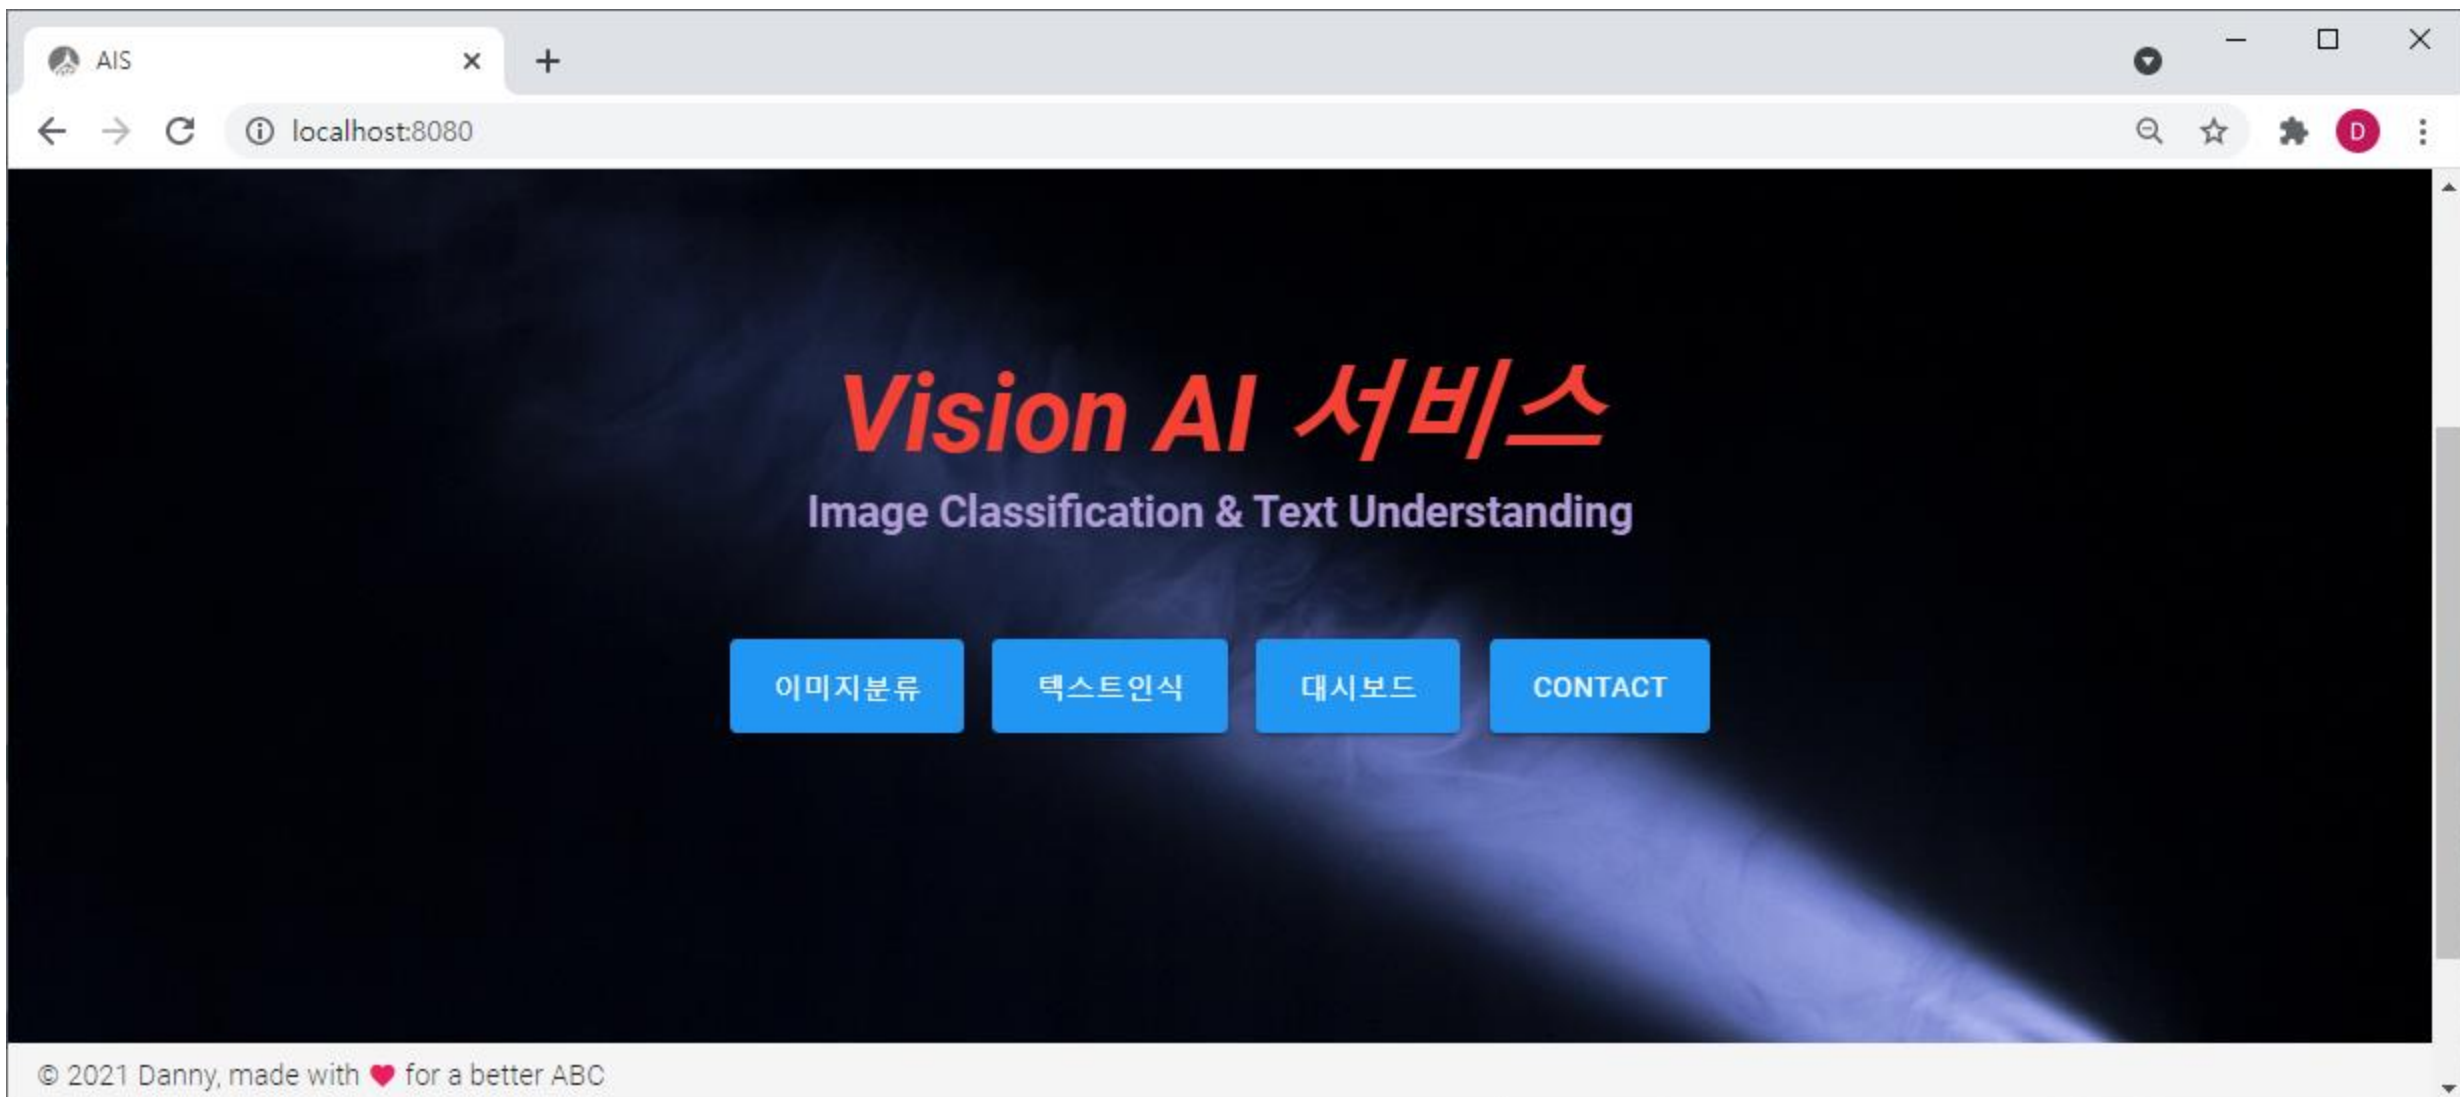 AIS
localhost:8080
D
Vision AI 서비스
Image Classification & Text Understanding
이미지분류 텍스트인식 대시보드 CONTACT
© 2021 Danny, made with ❤ for a better ABC